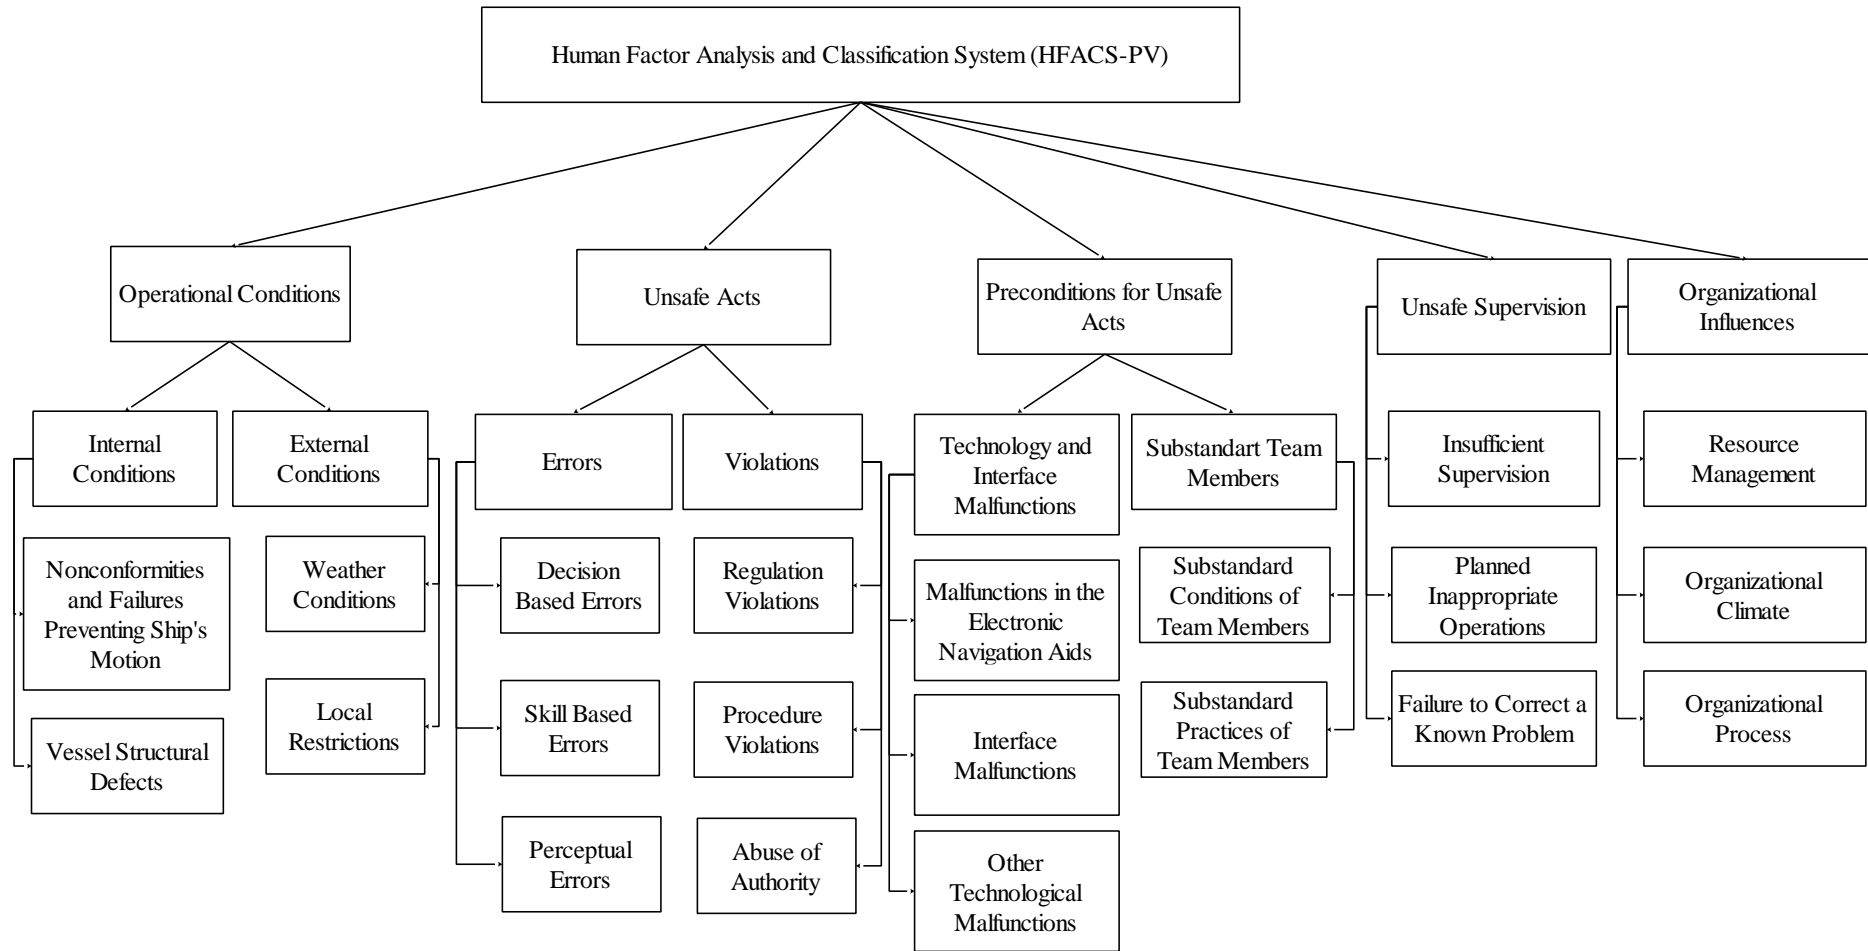 Human Factor Analysis and Classification System (HFACS-PV)
Operational Conditions
Unsafe Acts
Preconditions for Unsafe
Acts
Unsafe Supervision
Organizational
Influences
Internal
Conditions
External
Conditions
Errors
Violations
Technology and
Interface
Malfunctions
Substandart Team
Members
Insufficient
Supervision
Resource
Management
Nonconformities
and Failures
Preventing Ship's
Motion
Weather
Conditions
Decision
Based Errors
Regulation
Violations
Malfunctions in the
Electronic
Navigation Aids
Substandard
Conditions of
Team Members
Planned
Inappropriate
Operations
Organizational
Climate
Vessel Structural
Defects
Local
Restrictions
Skill Based
Errors
Procedure
Violations
Interface
Malfunctions
Substandard
Practices of
Team Members
Failure to Correct a
Known Problem
Organizational
Process
Perceptual
Errors
Abuse of
Authority
Other
Technological
Malfunctions